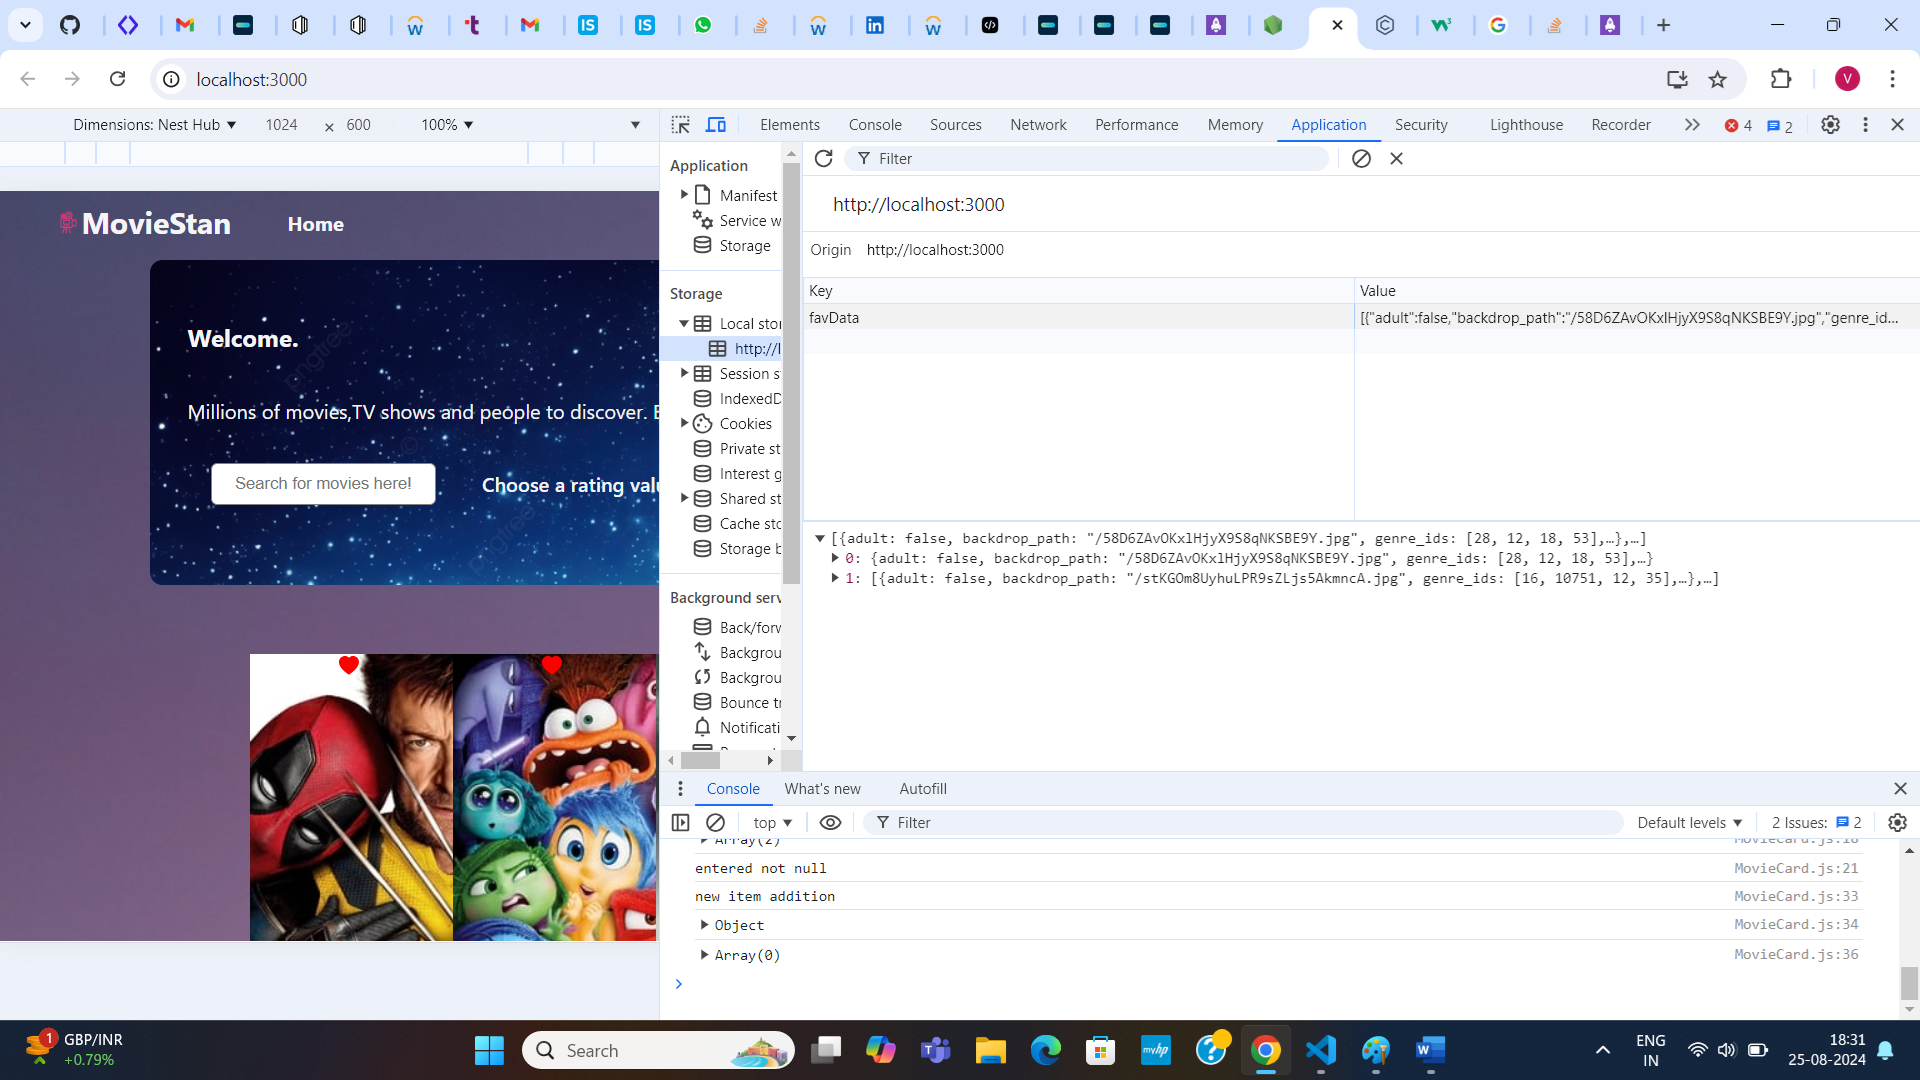 localhost:3000
V
Dimensions: Nest Hub
1024
×
600
100%
Elements
Console
Sources
Network
Performance
Memory
Application
Security
Lighthouse
Recorder
4
2
MovieStan
Home
Welcome.
Millions of movies,TV shows and people to discover. E
Search for movies here!
Choose a rating valu
Application
Manifest
Service w
Storage
Storage
Local stor
http://l
Session s
IndexedD
Cookies
Private st
Interest g
Shared st
Cache sto
Storage b
Background serv
Back/forw
Backgrou
Backgrou
Bounce tr
Notificati
Filter
http://localhost:3000
Origin http://localhost:3000
Key
Value
favData
[{"adult":false,"backdrop_path":"/58D6ZAvOKxlHjyX9S8qNKSBE9Y.jpg","genre_id...
[{adult: false, backdrop_path: "/58D6ZAvOKxlHjyX9S8qNKSBE9Y.jpg", genre_ids: [28, 12, 18, 53],…},…]
0: {adult: false, backdrop_path: "/58D6ZAvOKxlHjyX9S8qNKSBE9Y.jpg", genre_ids: [28, 12, 18, 53],…}
1: [{adult: false, backdrop_path: "/stKGOm8UyhuLPR9sZLjs5AkmncA.jpg", genre_ids: [16, 10751, 12, 35],…},…]
Console
What's new
Autofill
top
Filter
Default levels
2 Issues:
2
Array(2)
MovieCard.js:18
entered not null
MovieCard.js:21
new item addition
MovieCard.js:33
Object
MovieCard.js:34
Array(0)
MovieCard.js:36
1
GBP/INR
+0.79%
Search
myhp
ENG
IN
18:31
25-08-2024